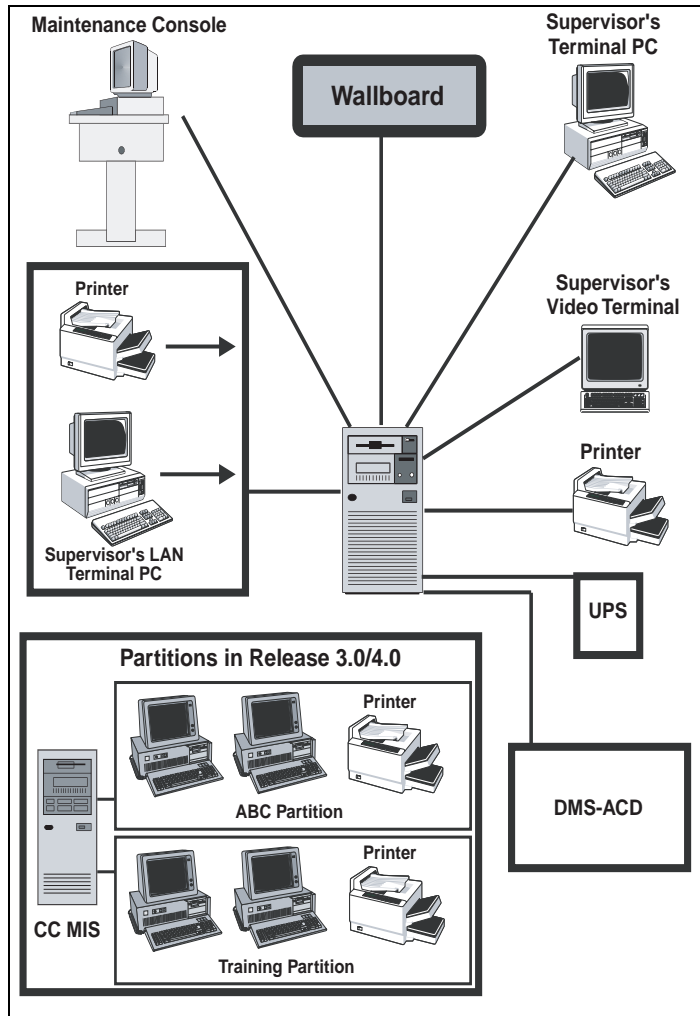 Maintenance Console
Wallboard
Supervisor's
Terminal PC
Printer
Supervisor's LAN
Terminal PC
Supervisor's
Video Terminal
Printer
UPS
DMS-ACD
Partitions in Release 3.0/4.0
Printer
ABC Partition
Printer
Training Partition
CC MIS